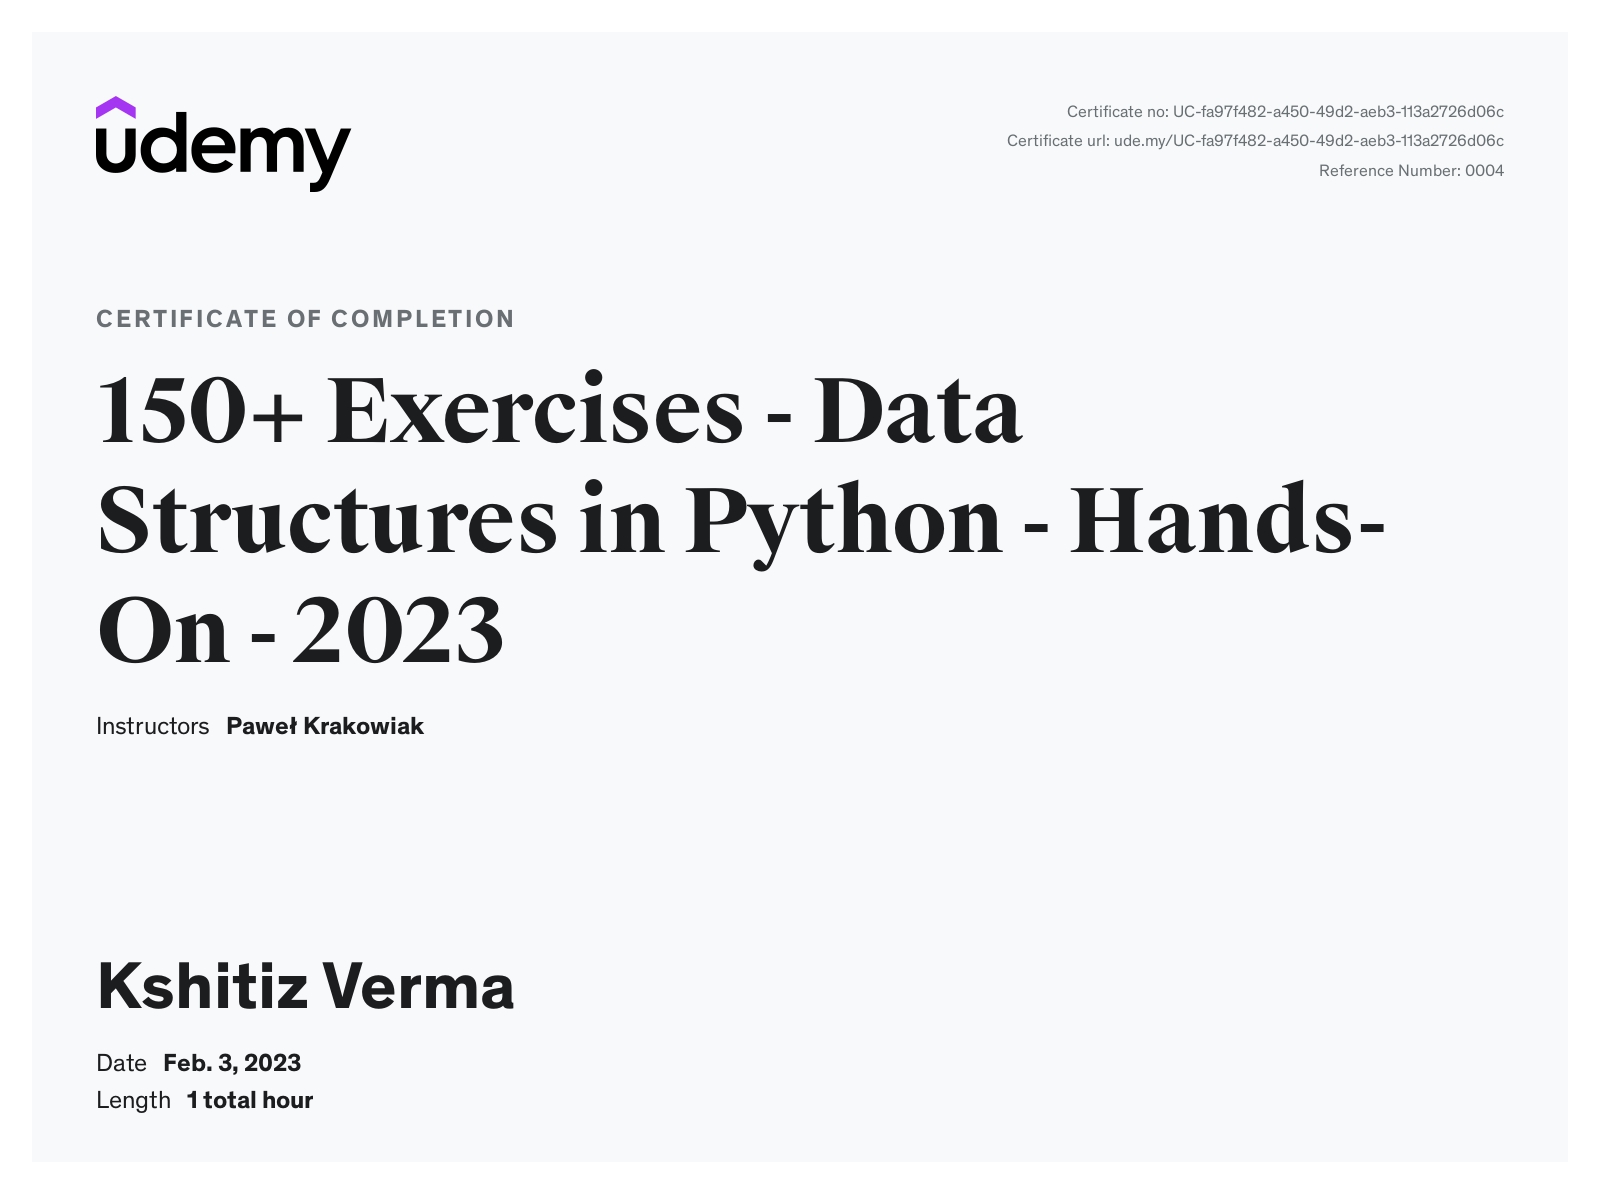 udemy
Certificate no: UC-fa97f482-a450-49d2-aeb3-113a2726d06c
Certificate url: ude.my/UC-fa97f482-a450-49d2-aeb3-113a2726d06c
Reference Number: 0004
CERTIFICATE OF COMPLETION
150+ Exercises - Data
Structures in Python - Hands-
On - 2023
Instructors Paweł Krakowiak
Kshitiz Verma
Date Feb. 3, 2023
Length 1 total hour